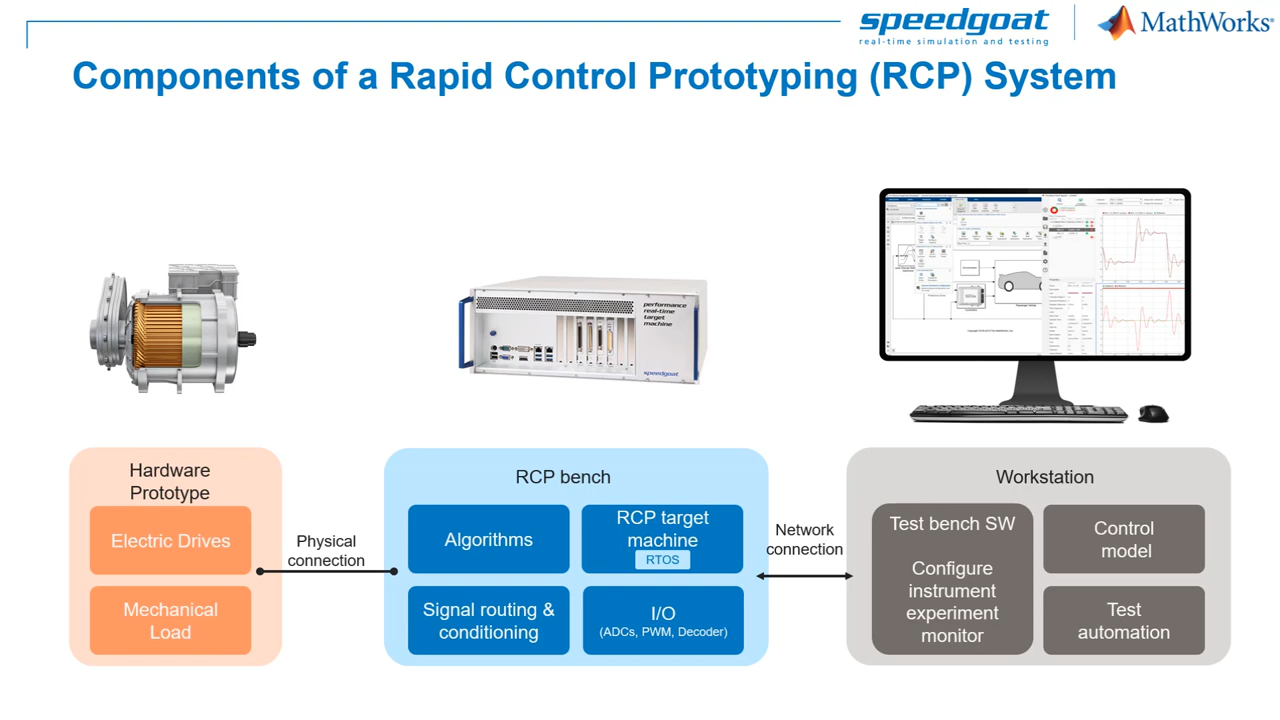 speedgoat
real-time simulation and testing
MathWorks®
Components of a Rapid Control Prototyping (RCP) System
performance
real-time
target
machine
speedgoat
Hardware
Prototype
Electric Drives
Mechanical
Load
Physical
connection
RCP bench
Algorithms
RCP target
machine
RTOS
Signal routing &
conditioning
I/O
(ADCs, PWM, Decoder)
Network
connection
Workstation
Test bench SW
Configure
instrument
experiment
monitor
Control
model
Test
automation